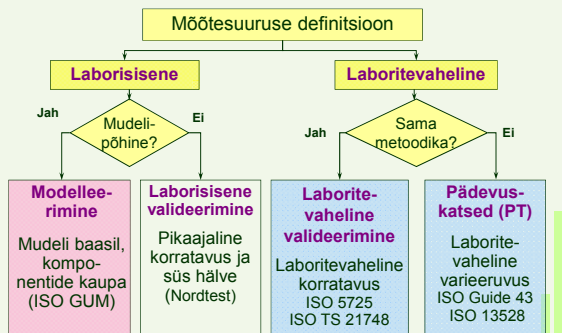 Mõõtesuuruse definitsioon
Laborisisene
Laboritevaheline
Jah
Mudeli-
põhine?
Ei
Jah
Sama
metoodika?
Ei
Modellee-
rimine
Mudeli baasil,
kompo-
nentide kaupa
(ISO GUM)
Laborisisene
valideerimine
Pikaajaline
korratavus ja
süs hälve
(Nordtest)
Laborite-
vaheline
valideerimine
Laboritevaheline
korratavus
ISO 5725
ISO TS 21748
Pädevus-
katsed (PT)
Laborite-
vaheline
varieeruvus
ISO Guide 43
ISO 13528